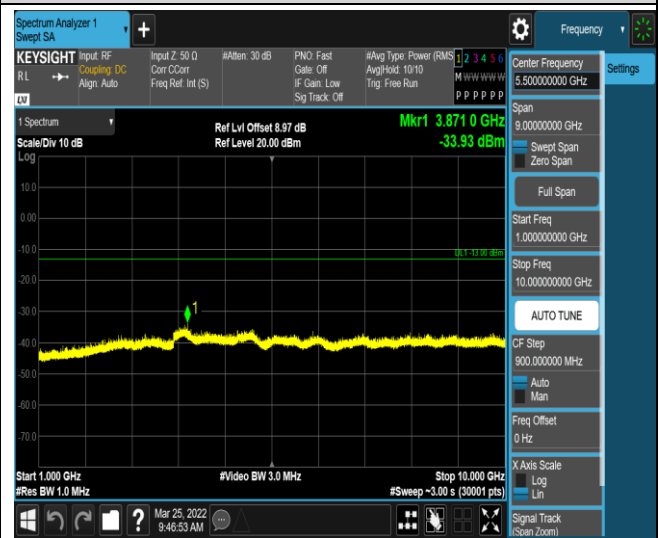 Spectrum Analyzer 1
Swept SA
Frequency
KEYSIGHT
RL
LXI
Input: RF
Coupling: DC
Align: Auto
Input Z: 50 Ω
Corr CCorr
Freq Ref: Int (S)
#Atten: 30 dB
PNO: Fast
Gate: Off
IF Gain: Low
Sig Track: Off
#Avg Type: Power (RMS
Avg|Hold: 10/10
Trig: Free Run
1 2 3 4 5 6
M W W W W W
P P P P P P
Center Frequency
5.500000000 GHz
Settings
Span
9.00000000 GHz
Swept Span
Zero Span
Full Span
Start Freq
1.000000000 GHz
Stop Freq
10.000000000 GHz
AUTO TUNE
CF Step
900.000000 MHz
Auto
Man
Freq Offset
0 Hz
X Axis Scale
Log
Lin
Signal Track
(Span Zoom)
1 Spectrum
Scale/Div 10 dB
Ref Lvl Offset 8.97 dB
Ref Level 20.00 dBm
Mkr1 3.871 0 GHz
-33.93 dBm
Log
10.0
0.00
-10.0
DL1 -13.00 dBm
-20.0
-30.0
1
-40.0
-50.0
-60.0
-70.0
Start 1.000 GHz
#Video BW 3.0 MHz
Stop 10.000 GHz
#Res BW 1.0 MHz
#Sweep ~3.00 s (30001 pts)
Mar 25, 2022
9:46:53 AM